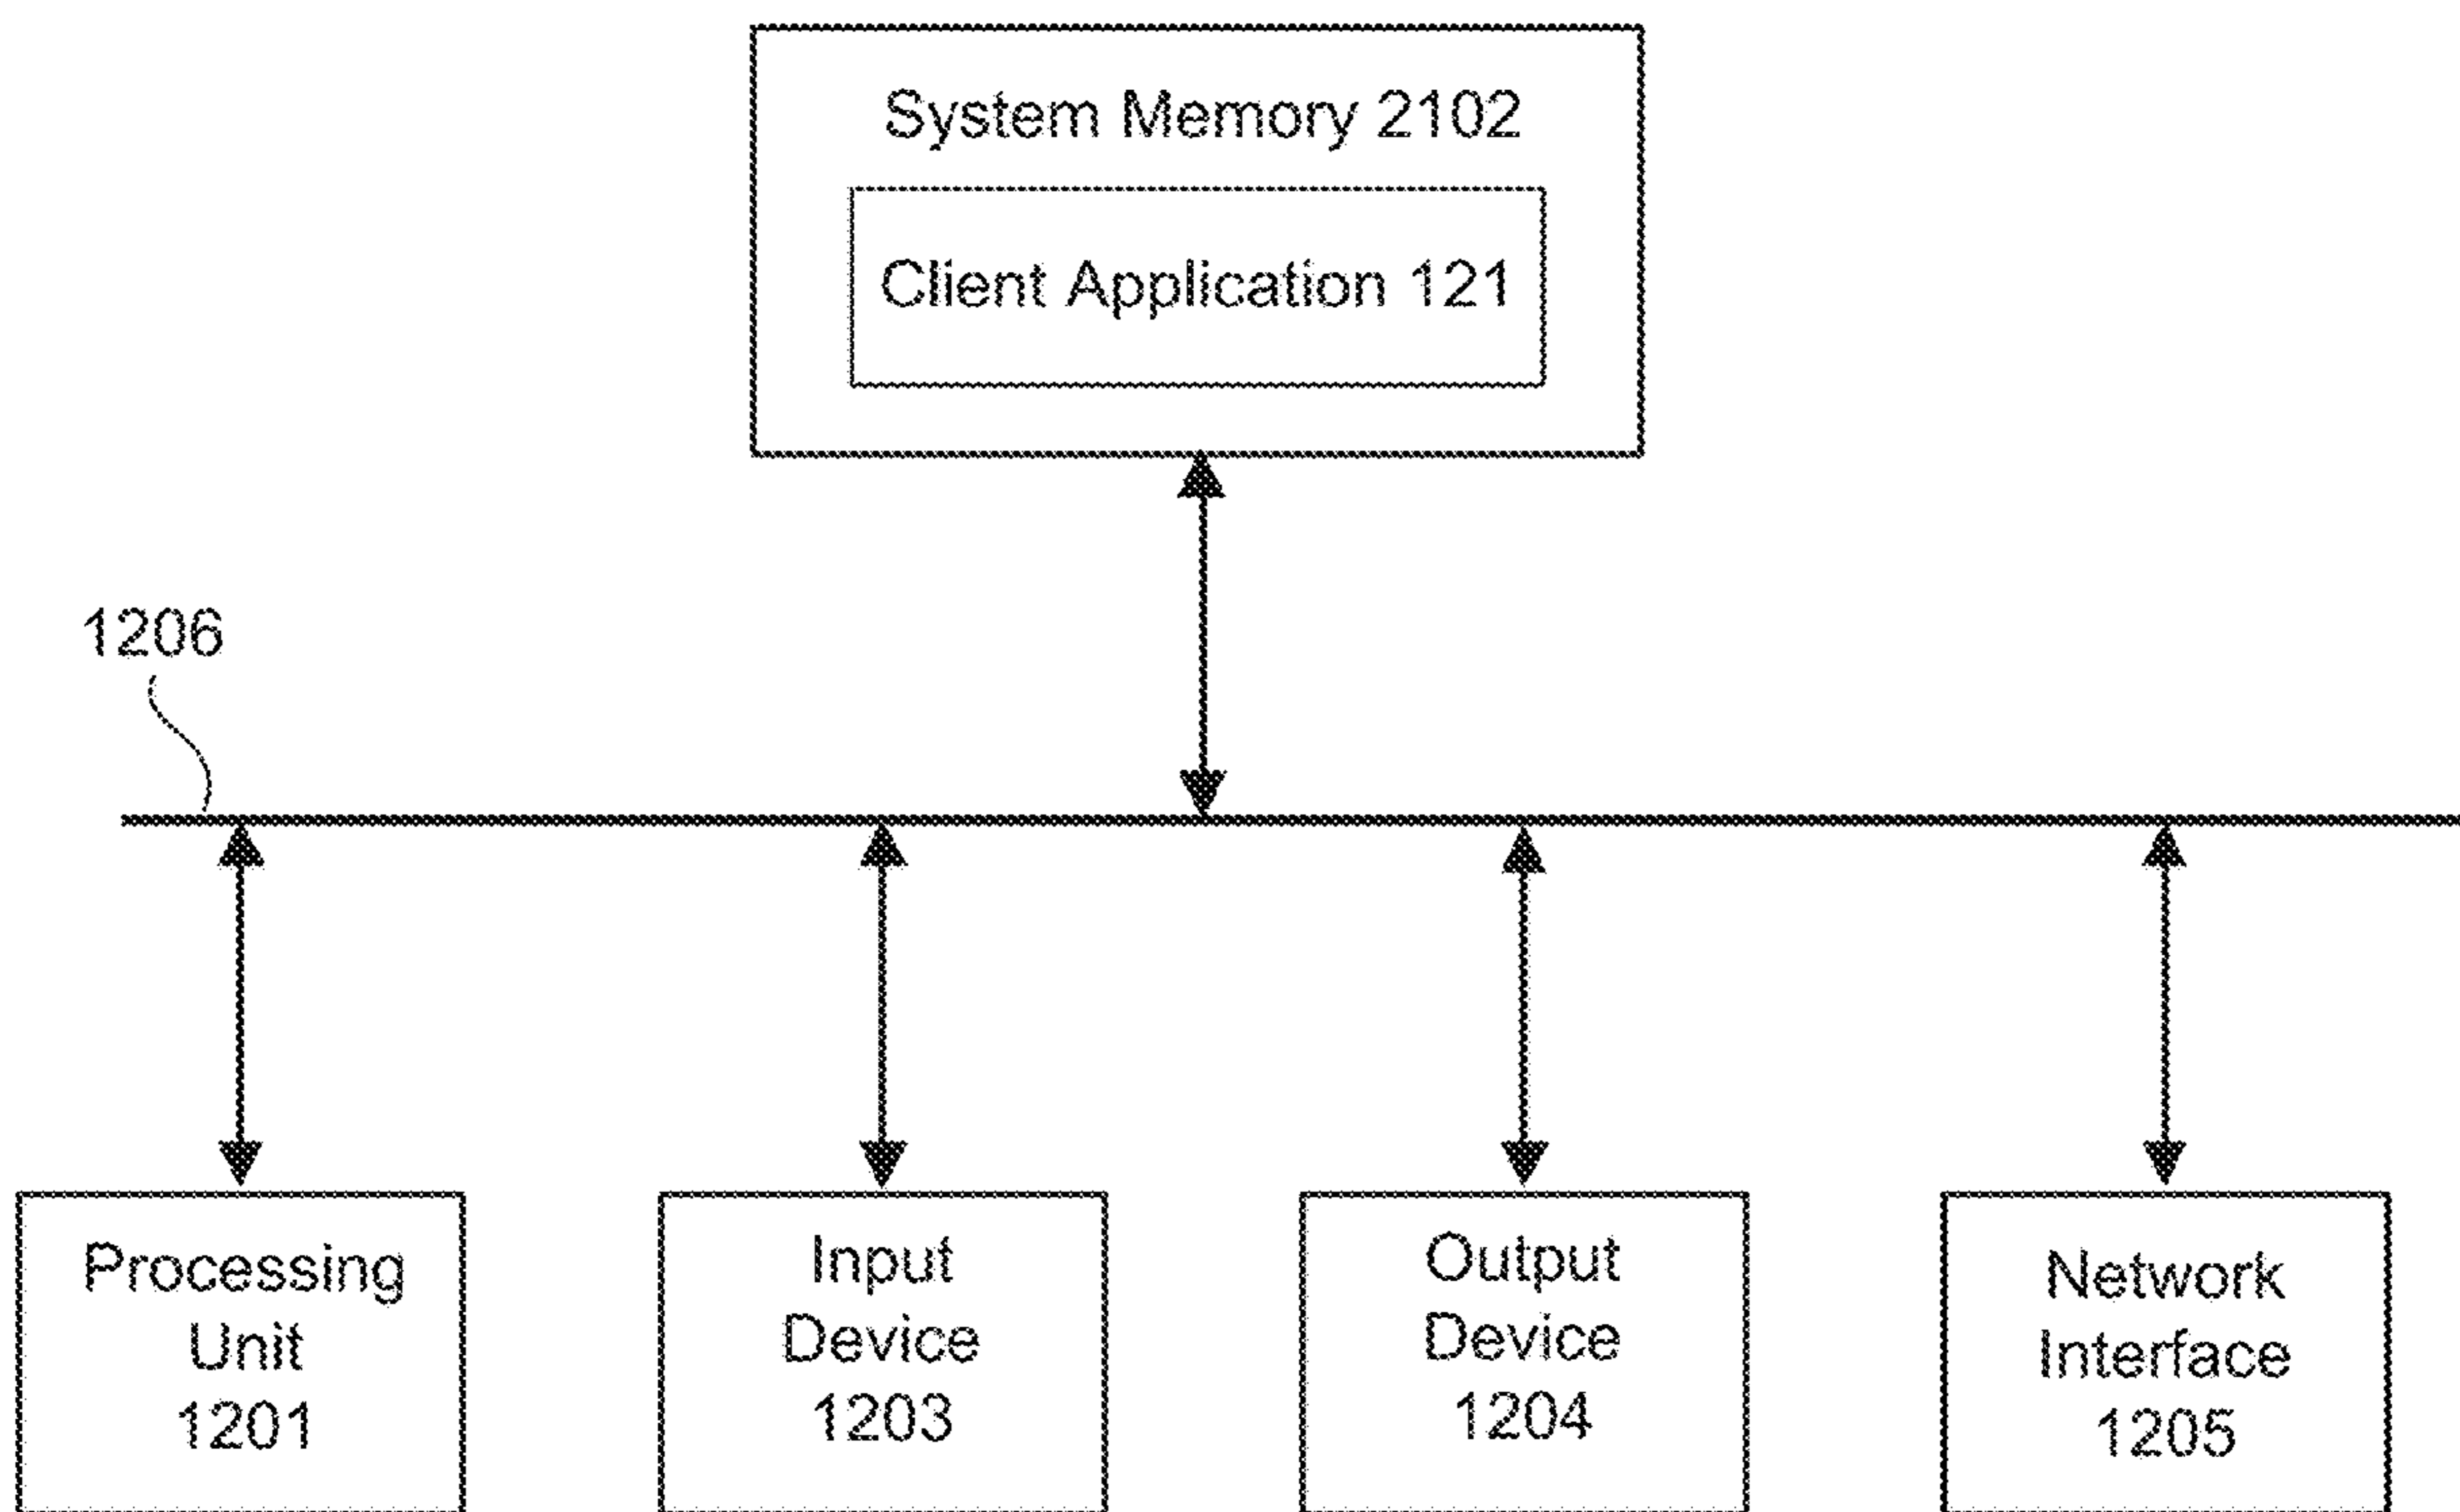 System Memory 2102
Client Application 121
1206
Processing
Unit
1201
Input
Device
1203
Output
Device
1204
Network
Interface
1205